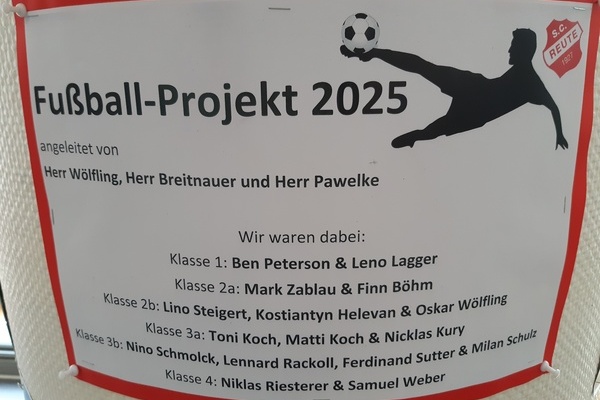 S.C.
REUTE
1927
Fußball-Projekt 2025
angeleitet von
Herr Wölfling, Herr Breitnauer und Herr Pawelke
Wir waren dabei:
Klasse 1: Ben Peterson & Leno Lagger
Klasse 2a: Mark Zablau & Finn Böhm
Klasse 2b: Lino Steigert, Kostiantyn Helevan & Oskar Wölfling
Klasse 3a: Toni Koch, Matti Koch & Nicklas Kury
Klasse 3b: Nino Schmolck, Lennard Rackoll, Ferdinand Sutter & Milan Schulz
Klasse 4: Niklas Riesterer & Samuel Weber